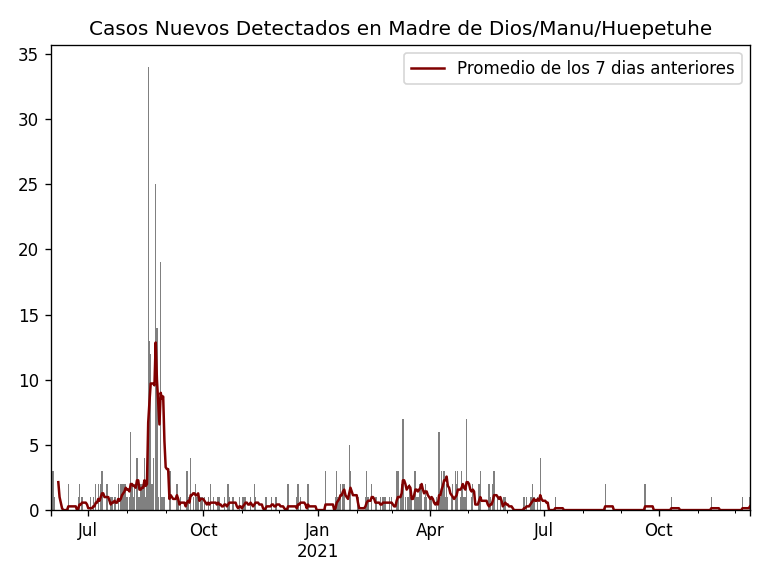 Casos Nuevos Detectados en Madre de Dios/Manu/Huepetuhe
Promedio de los 7 dias anteriores
35
30
25
20
15
10
5
0
Jul
Oct
Jan
2021
Apr
Jul
Oct